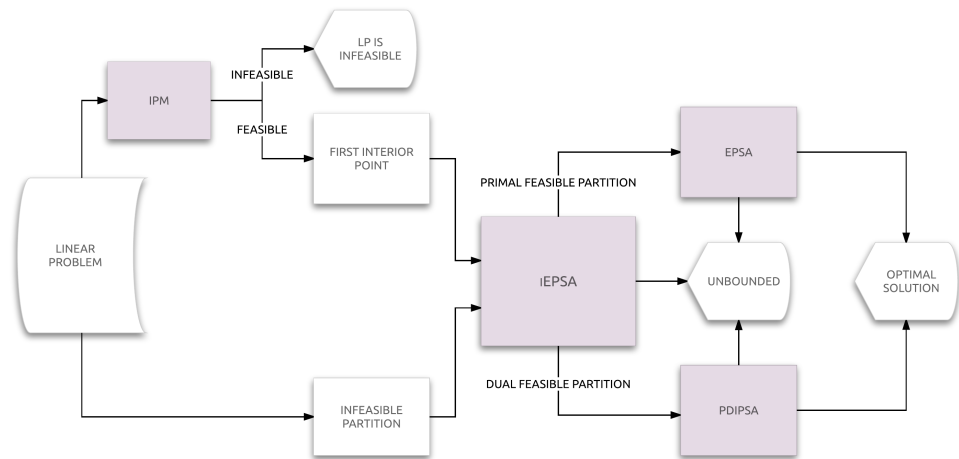 LP IS
INFEASIBLE
INFEASIBLE
IPM
FEASIBLE
FIRST INTERIOR
POINT
EPSA
PRIMAL FEASIBLE PARTITION
LINEAR
PROBLEM
iEPSA
UNBOUNDED
OPTIMAL
SOLUTION
DUAL FEASIBLE PARTITION
INFEASIBLE
PARTITION
PDIPSA